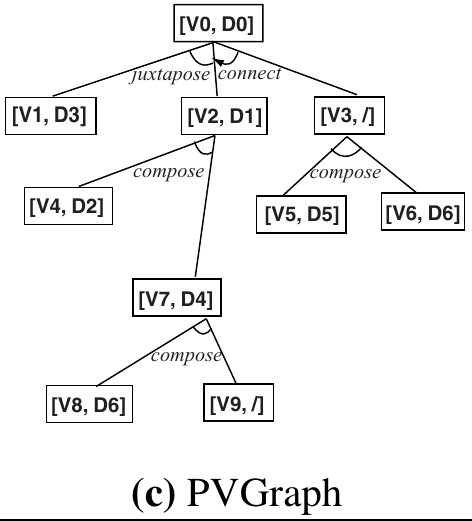 [V0, D0]
juxtapose connect
[V1, D3] [V2, D1] [V3, /]
compose compose
[V4, D2] [V5, D5] [V6, D6]
[V7, D4]
compose
[V8, D6] [V9, /]
(c) PVGraph